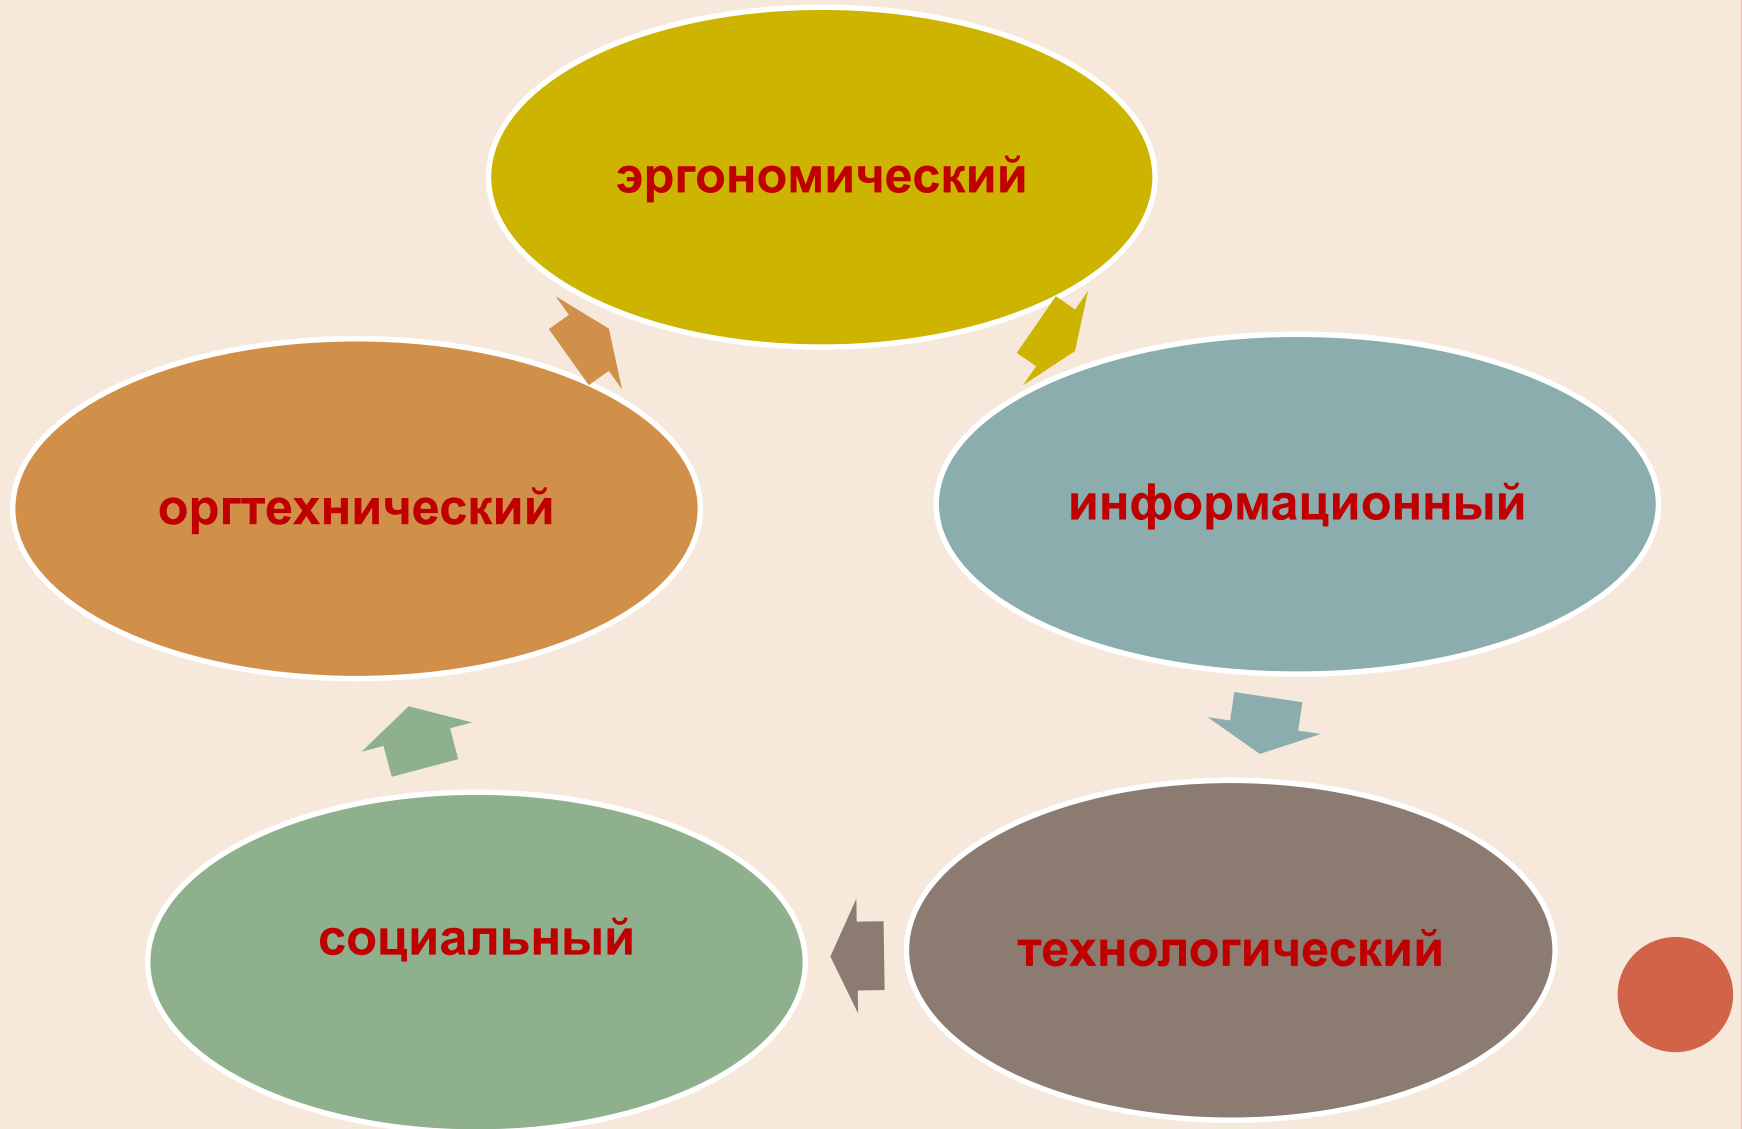 эргономический
оргтехнический
информационный
социальный
технологический